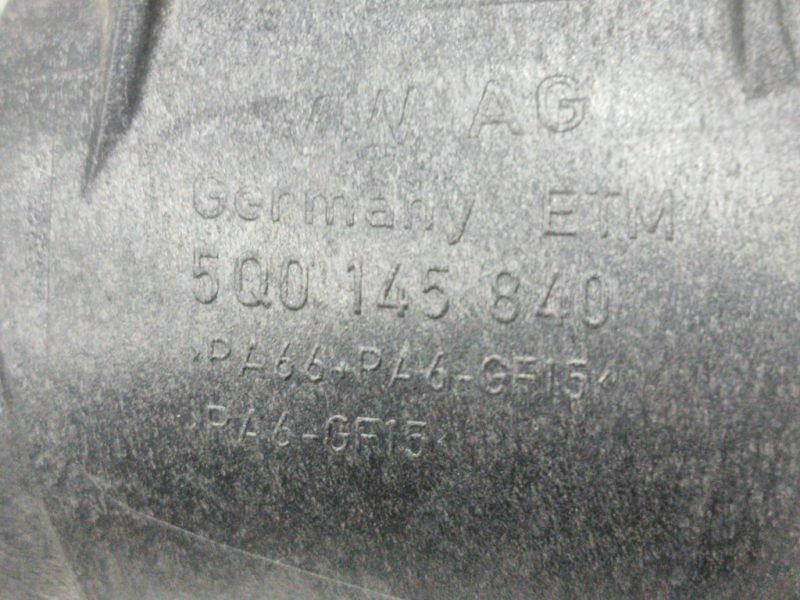 VW AG
Germany ETM
5Q0 145 840
>PA66+PA6-GF15<
>PA6-GF15<